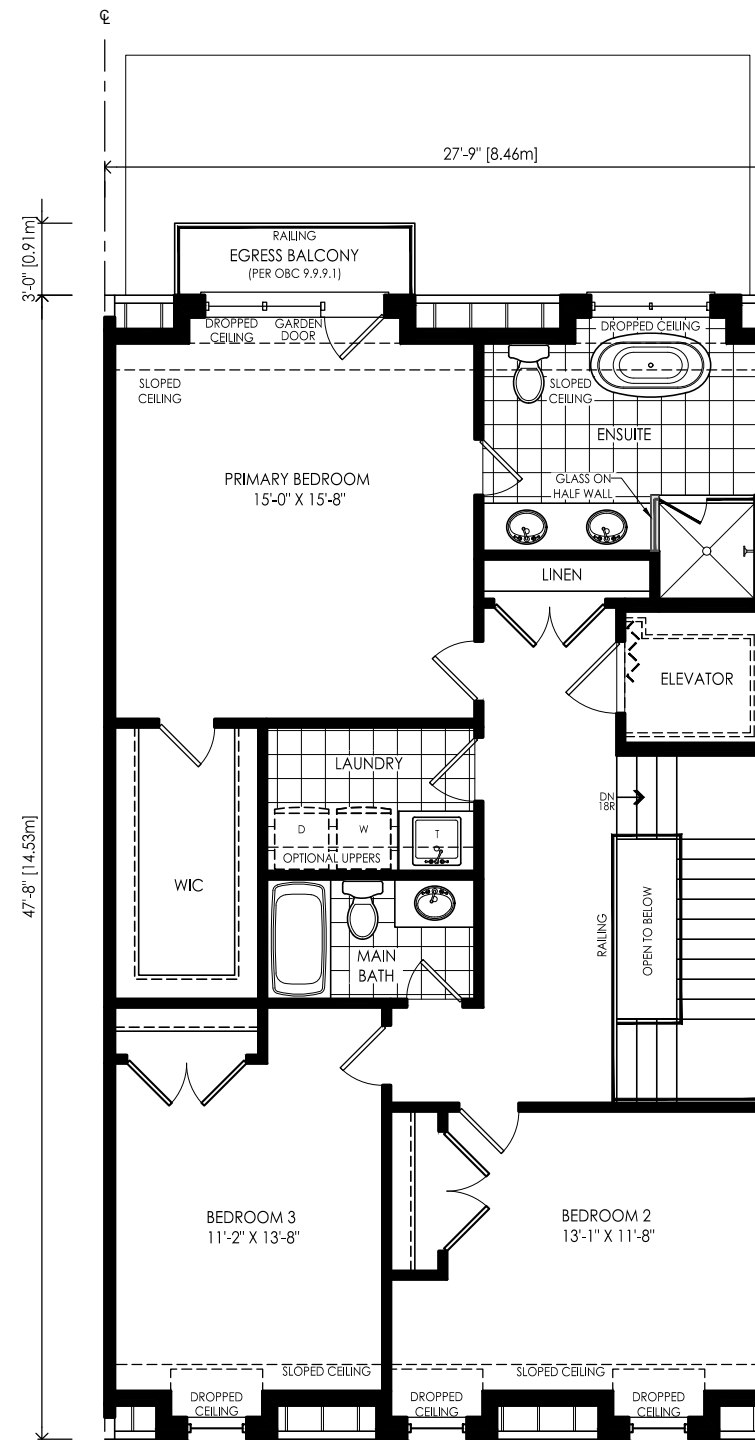 ℄
27'-9" [8.46m]
3'-0" [0.91m]
RAILING
EGRESS BALCONY
(PER OBC 9.9.9.1)
DROPPED
CEILING
GARDEN
DOOR
DROPPED CEILING
SLOPED
CEILING
SLOPED
CEILING
ENSUITE
PRIMARY BEDROOM
15'-0" X 15'-8"
GLASS ON
HALF WALL
LINEN
ELEVATOR
LAUNDRY
DN
18R
D
W
T
OPTIONAL UPPERS
47'-8" [14.53m]
WIC
RAILING
OPEN TO BELOW
MAIN
BATH
BEDROOM 3
11'-2" X 13'-8"
BEDROOM 2
13'-1" X 11'-8"
SLOPED CEILING
SLOPED CEILING
DROPPED
CEILING
DROPPED
CEILING
DROPPED
CEILING